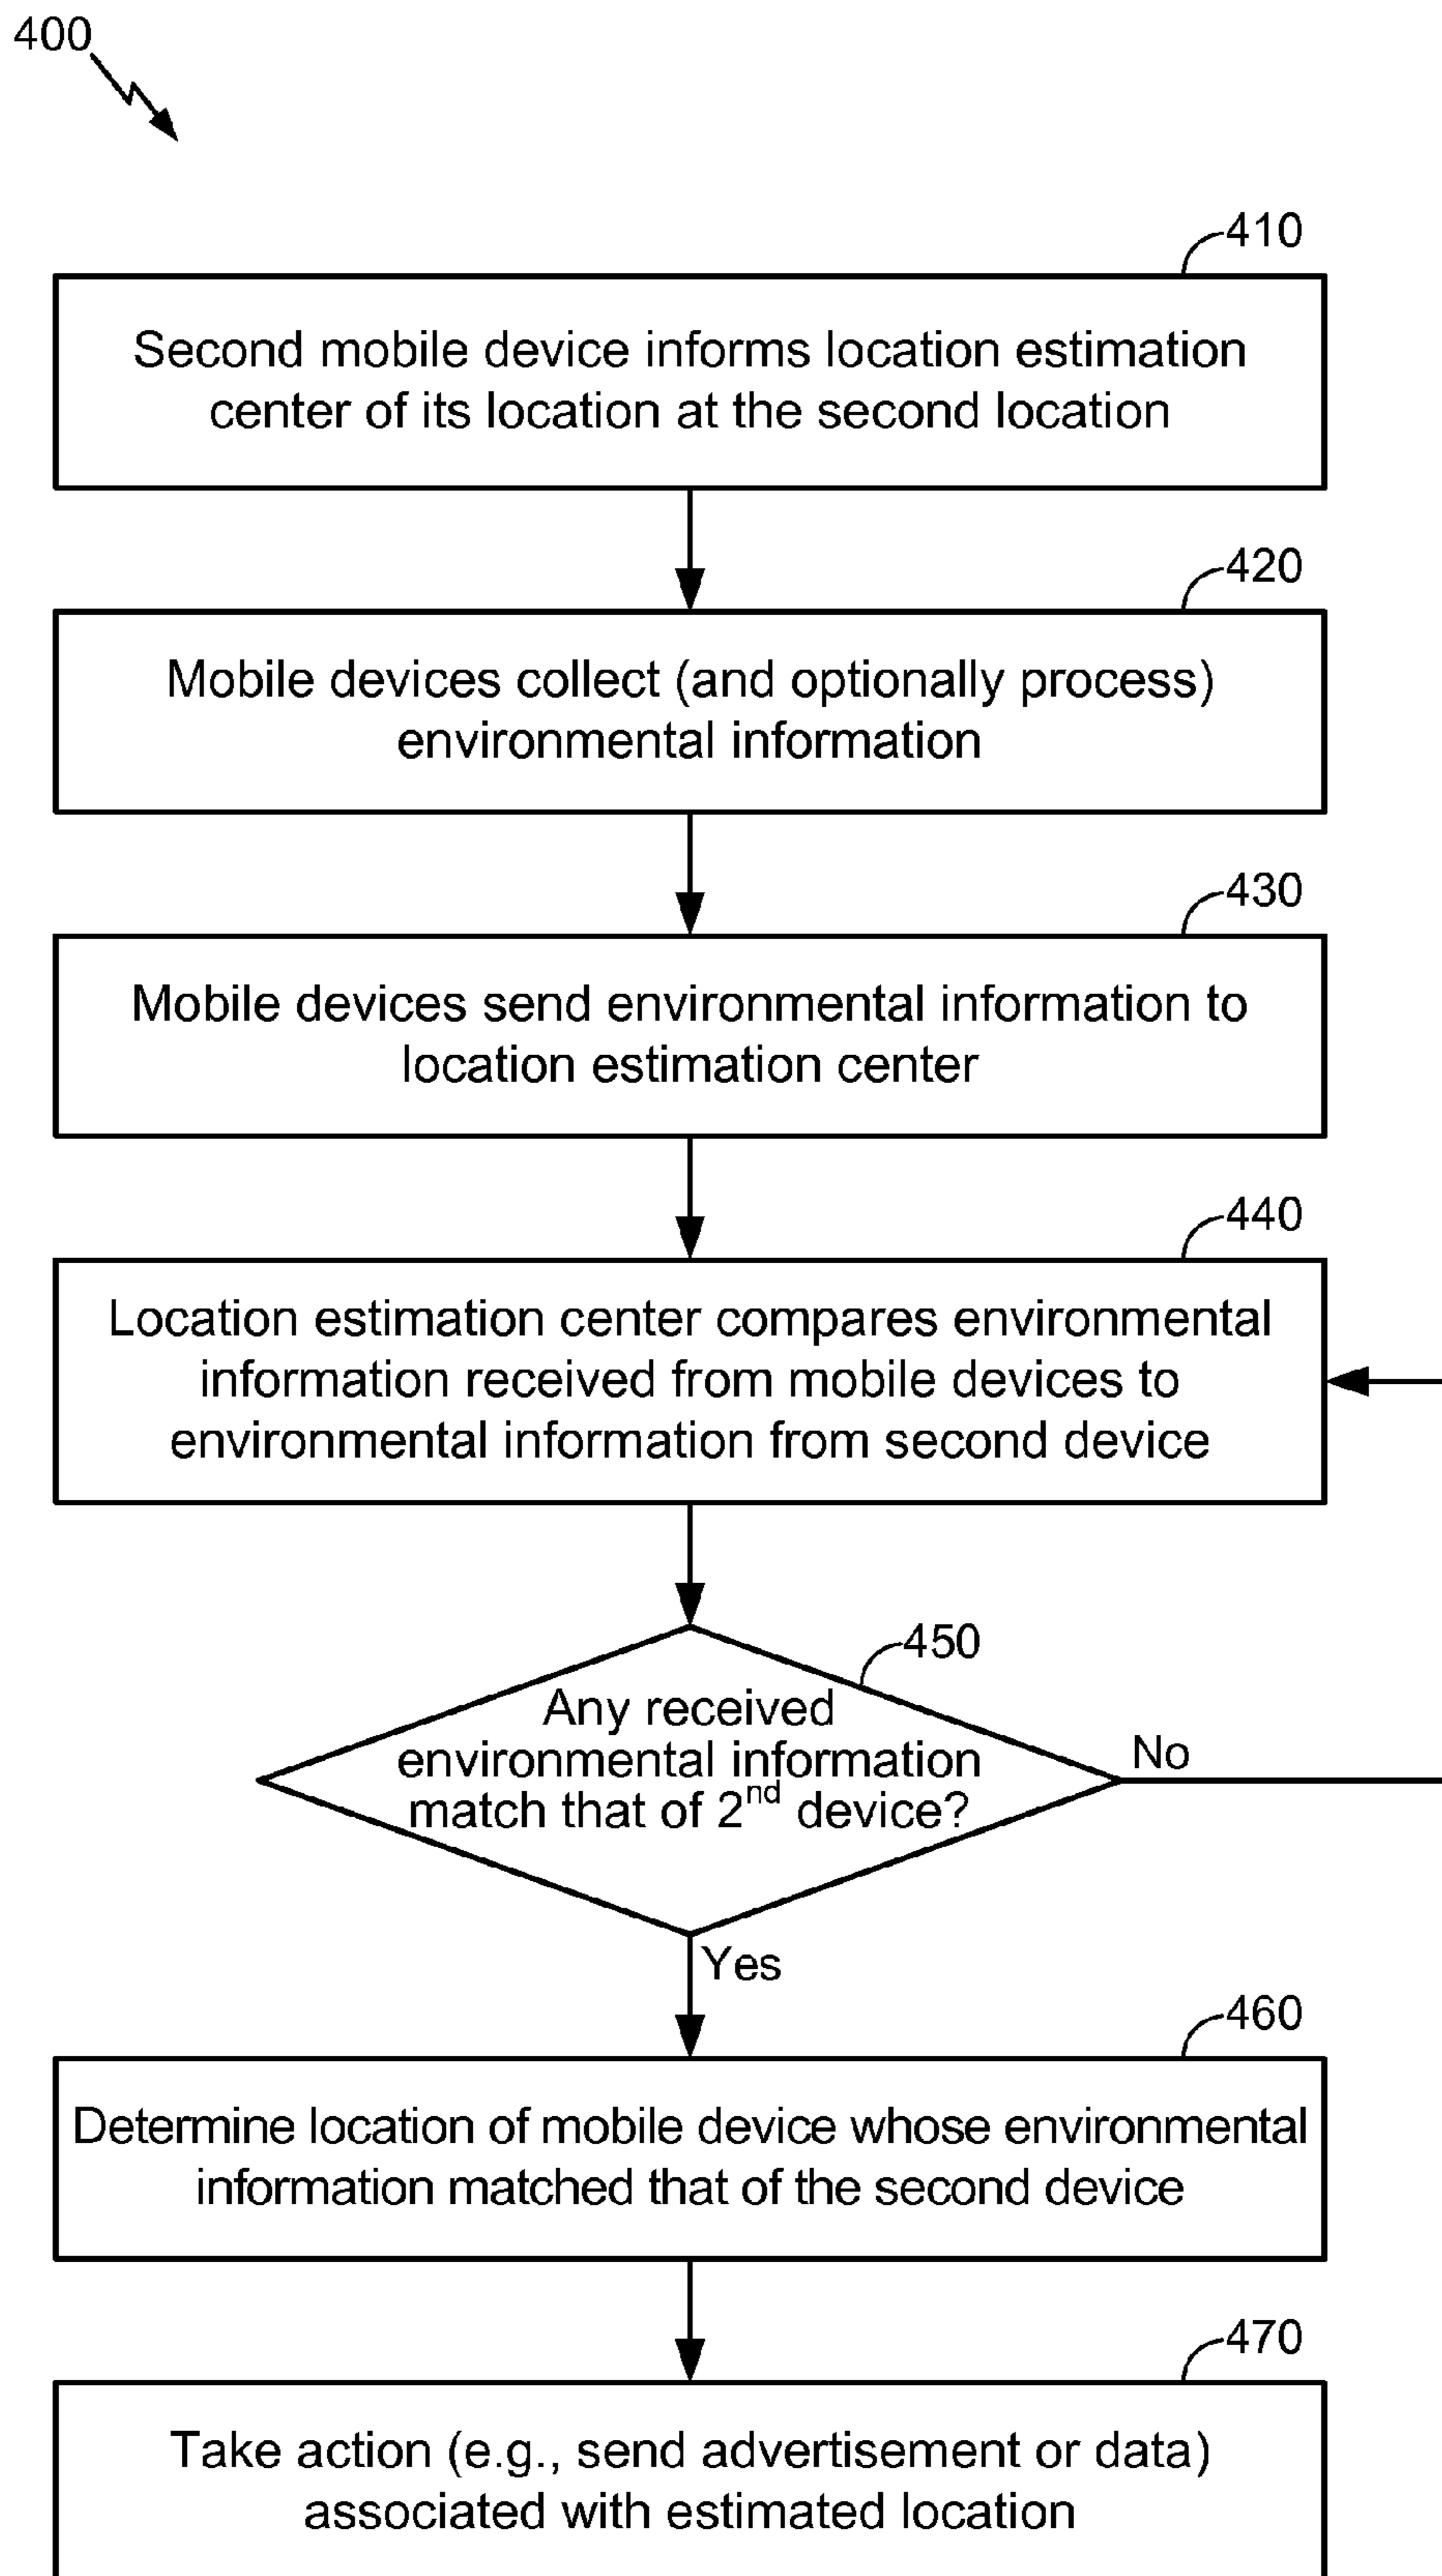 400
410
Second mobile device informs location estimation
center of its location at the second location
420
Mobile devices collect (and optionally process)
environmental information
430
Mobile devices send environmental information to
location estimation center
440
Location estimation center compares environmental
information received from mobile devices to
environmental information from second device
450
Any received
environmental information
match that of 2nd device?
No
Yes
460
Determine location of mobile device whose environmental
information matched that of the second device
470
Take action (e.g., send advertisement or data)
associated with estimated location